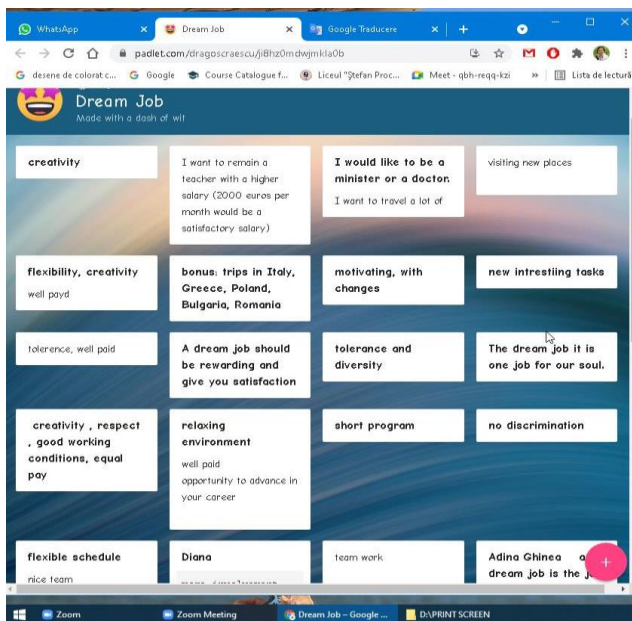 WhatsApp
Dream Job
Google Traducere
padlet.com/dragoscraescu/ji8hz0mdwjmkla0b
desene de colorat c...
Google
Course Catalogue f...
Liceul "Ștefan Proc...
Meet - qbh-reqq-kzi
Lista de lectură
Dream Job
Made with a dash of wit
creativity
I want to remain a
teacher with a higher
salary (2000 euros per
month would be a
satisfactory salary)
I would like to be a
minister or a doctor.
I want to travel a lot of
visiting new places
flexibility, creativity
well payd
bonus: trips in Italy,
Greece, Poland,
Bulgaria, Romania
motivating, with
changes
new intrestiing tasks
tolerence, well paid
A dream job should
be rewarding and
give you satisfaction
tolerance and
diversity
The dream job it is
one job for our soul.
creativity , respect
, good working
conditions, equal
pay
relaxing
environment
well paid
opportunity to advance in
your career
short program
no discrimination
flexible schedule
nice team
Diana
team work
Adina Ghinea a
dream job is the
Zoom
Zoom Meeting
Dream Job – Google ...
D:\PRINT SCREEN